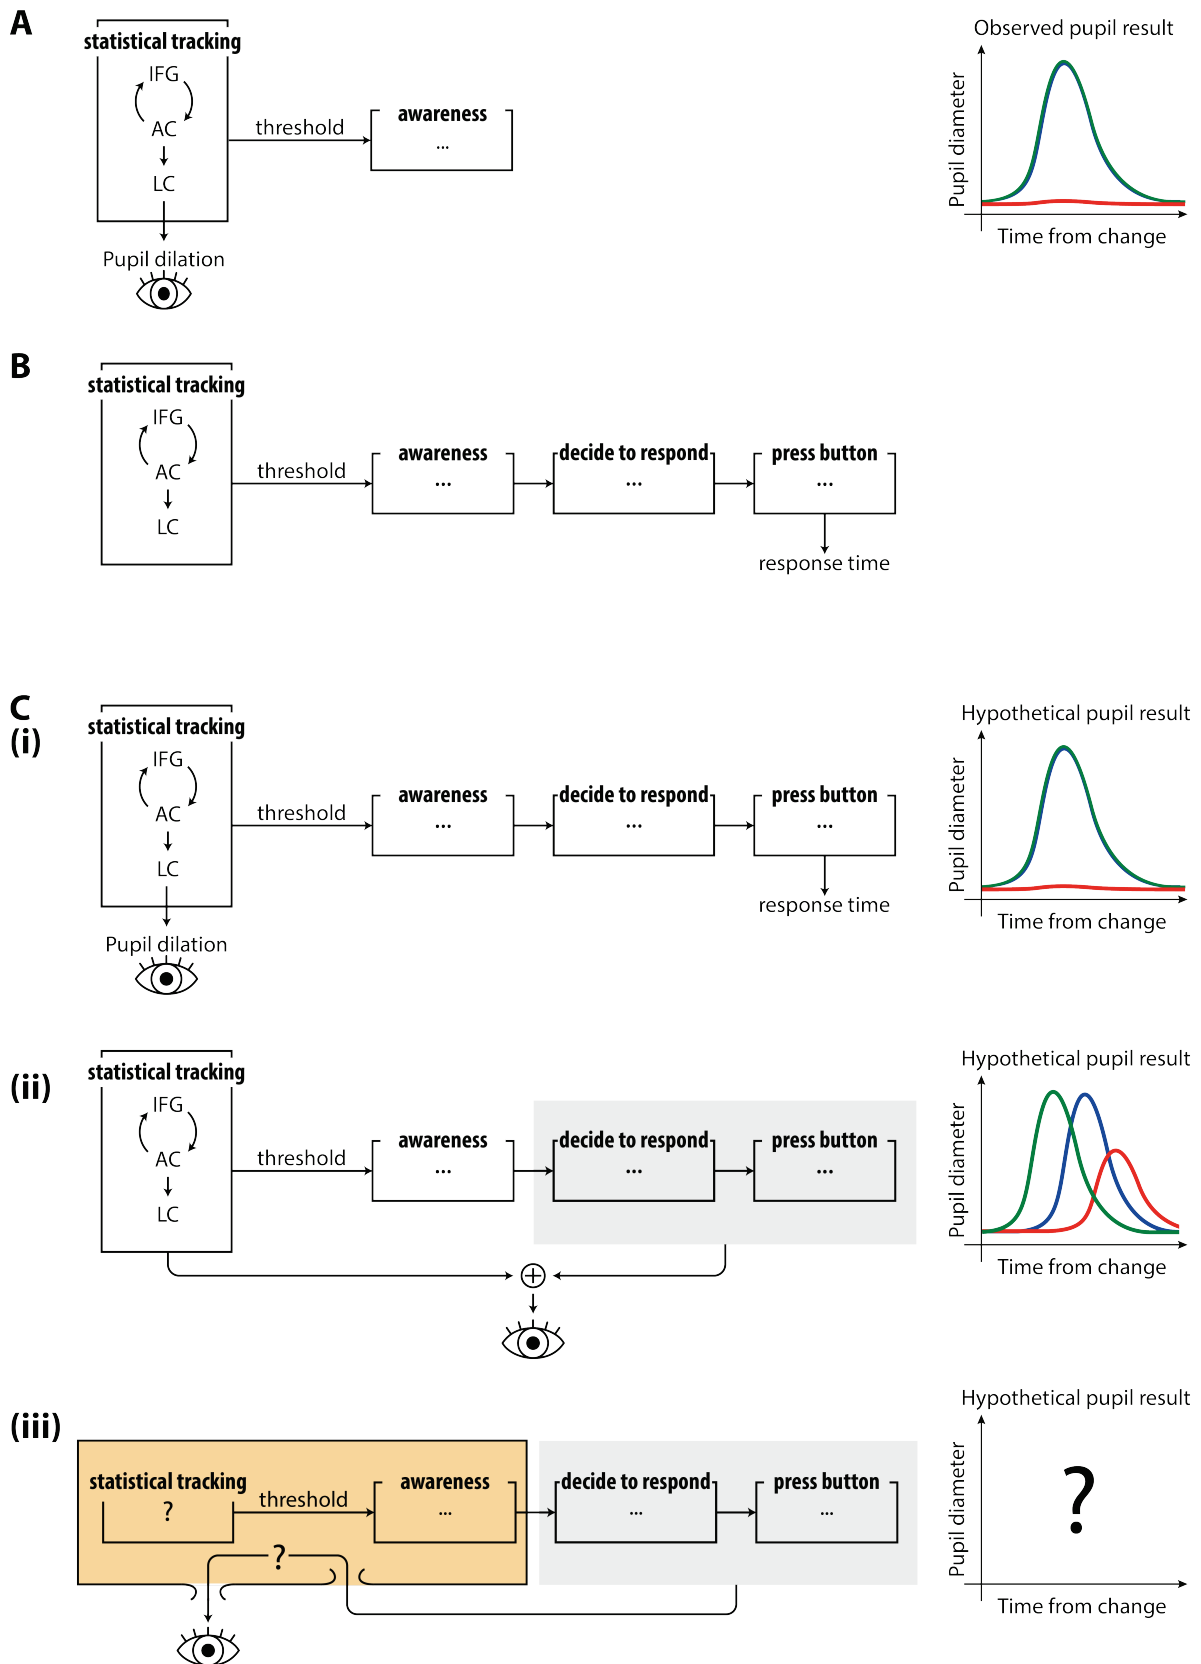 A
statistical tracking
IFG
AC
LC
threshold
awareness
...
Pupil dilation
Observed pupil result
Pupil diameter
Time from change
B
statistical tracking
IFG
AC
LC
threshold
awareness
...
decide to respond
...
press button
...
response time
C
(i)
statistical tracking
IFG
AC
LC
threshold
awareness
...
decide to respond
...
press button
...
response time
Pupil dilation
Hypothetical pupil result
Pupil diameter
Time from change
(ii)
statistical tracking
IFG
AC
LC
threshold
awareness
...
decide to respond
...
press button
...
Hypothetical pupil result
Pupil diameter
Time from change
(iii)
statistical tracking
?
threshold
awareness
...
decide to respond
...
press button
...
?
Hypothetical pupil result
Pupil diameter
?
Time from change